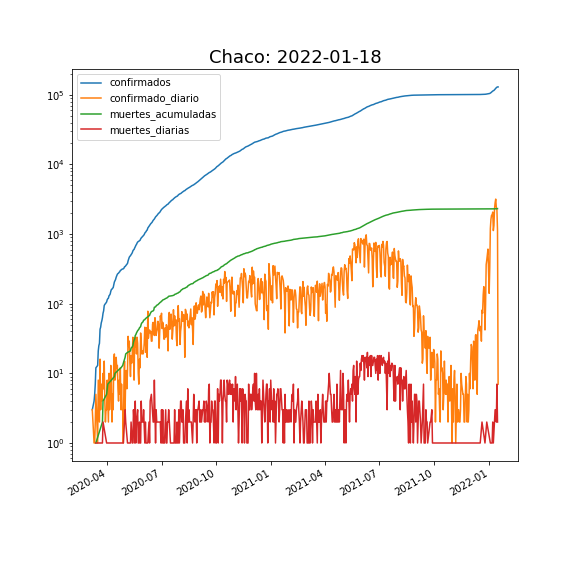 Chaco: 2022-01-18
confirmados
confirmado_diario
muertes_acumuladas
muertes_diarias
10⁵
10⁴
10³
10²
10¹
10⁰
2020-04
2020-07
2020-10
2021-01
2021-04
2021-07
2021-10
2022-01